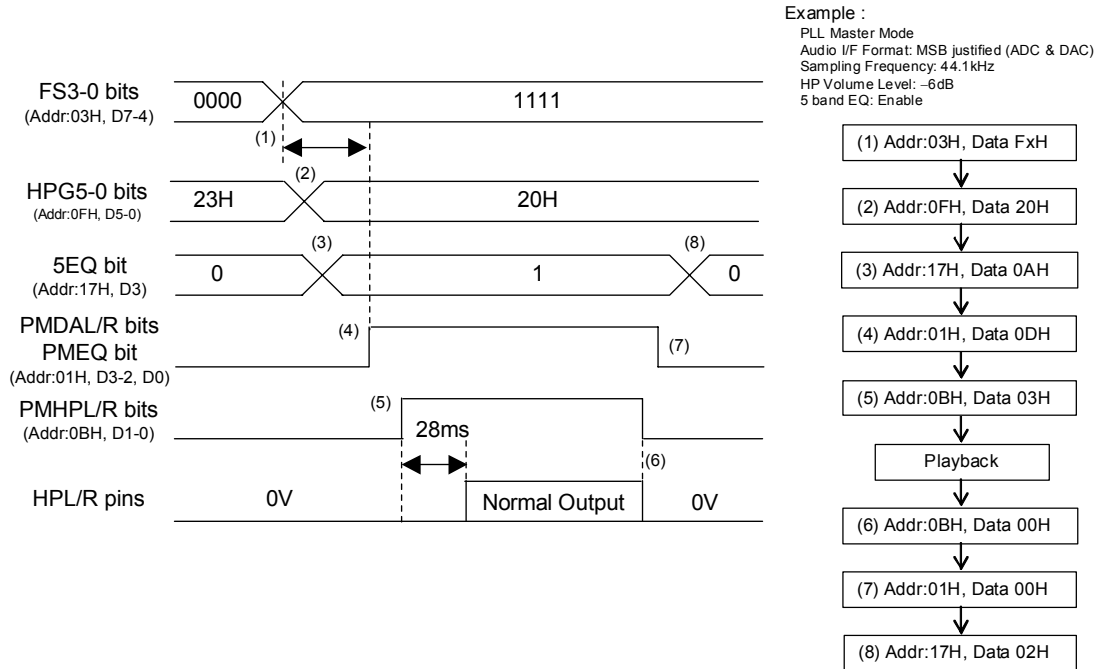 FS3-0 bits
(Addr:03H, D7-4)
0000
1111
(1)
HPG5-0 bits
(Addr:0FH, D5-0)
23H
(2)
20H
5EQ bit
(Addr:17H, D3)
0
(3)
1
(8)
0
PMDAL/R bits
PMEQ bit
(Addr:01H, D3-2, D0)
(4)
(7)
PMHPL/R bits
(Addr:0BH, D1-0)
(5)
28ms
(6)
HPL/R pins
0V
Normal Output
0V
Example :
PLL Master Mode
Audio I/F Format: MSB justified (ADC & DAC)
Sampling Frequency: 44.1kHz
HP Volume Level: −6dB
5 band EQ: Enable
(1) Addr:03H, Data FxH
(2) Addr:0FH, Data 20H
(3) Addr:17H, Data 0AH
(4) Addr:01H, Data 0DH
(5) Addr:0BH, Data 03H
Playback
(6) Addr:0BH, Data 00H
(7) Addr:01H, Data 00H
(8) Addr:17H, Data 02H